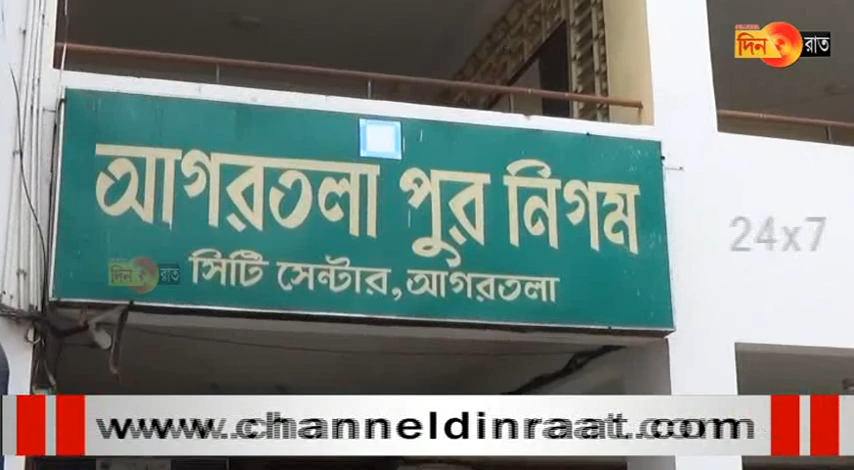 দিন রাত
আগরতলা পুর নিগম
সিটি সেন্টার, আগরতলা
দিন রাত
24x7
www.channeldinraat.com